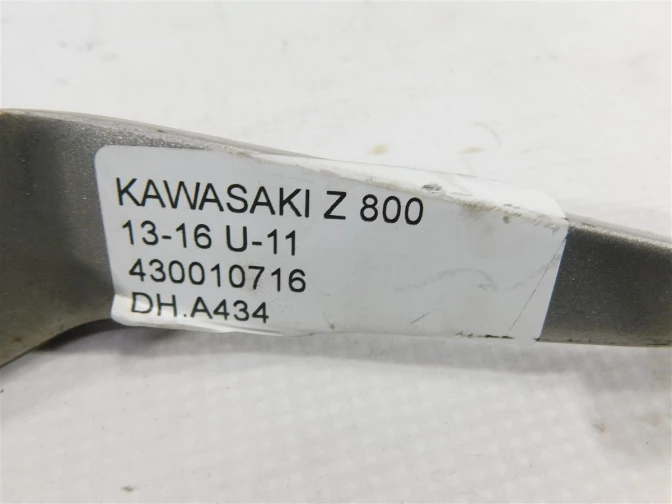 KAWASAKI Z 800
13-16 U-11
430010716
DH.A434